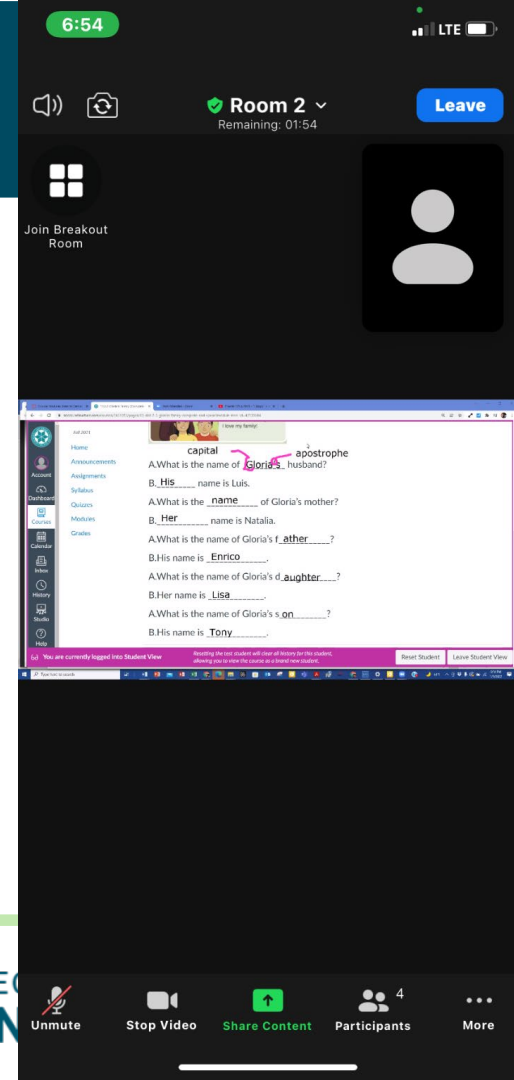 6:54
LTE
Room 2
Leave
Remaining: 01:54
Join Breakout
Room
I love my family!
capital
apostrophe
A.What is the name of Gloria's husband?
B. His name is Luis.
A.What is the name of Gloria's mother?
B. Her name is Natalia.
A.What is the name of Gloria's f ather ?
B.His name is Enrico.
A.What is the name of Gloria's d aughter ?
B.Her name is Lisa.
A.What is the name of Gloria's s on ?
B.His name is Tony.
Home
Announcements
Assignments
Syllabus
Quizzes
Modules
Grades
Account
Dashboard
Courses
Calendar
Inbox
History
Studio
Help
You are currently logged into Student View
Resetting the test student will clear all history for this student,
allowing you to view the course as a brand new student.
Reset Student
Leave Student View
4
Unmute
Stop Video
Share Content
Participants
More